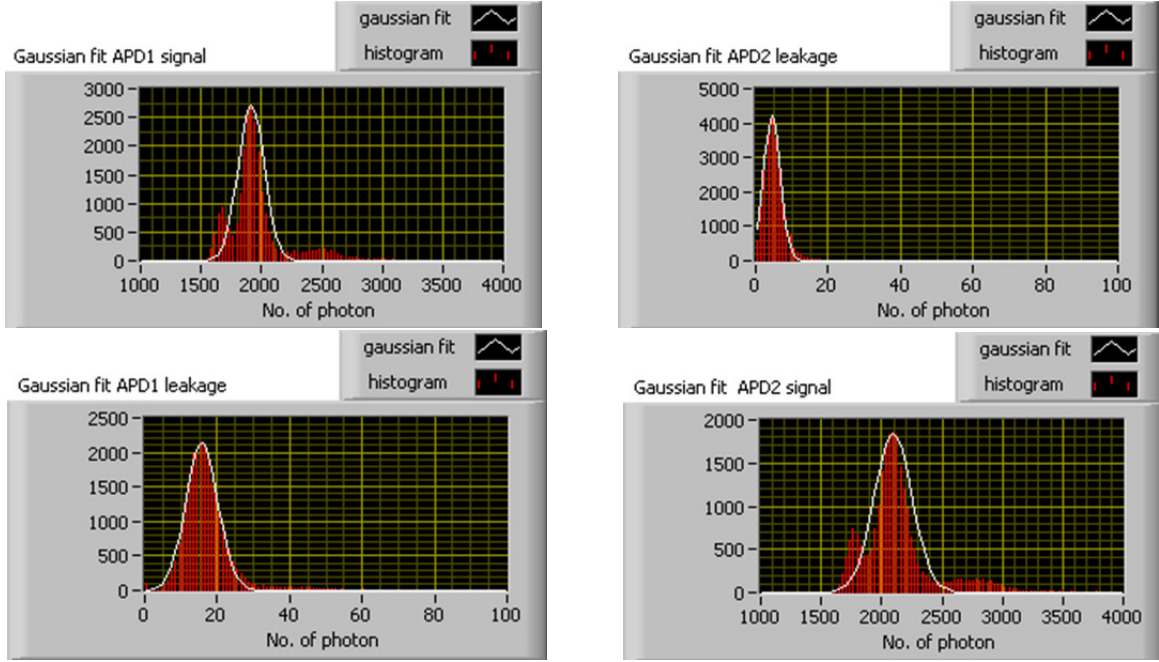 gaussian fit
histogram
Gaussian fit APD1 signal
3000
2500
2000
1500
1000
500
0
1000 1500 2000 2500 3000 3500 4000
No. of photon
gaussian fit
histogram
Gaussian fit APD2 leakage
5000
4000
3000
2000
1000
0
0 20 40 60 80 100
No. of photon
gaussian fit
histogram
Gaussian fit APD1 leakage
2500
2000
1500
1000
500
0
0 20 40 60 80 100
No. of photon
gaussian fit
histogram
Gaussian fit  APD2 signal
2000
1500
1000
500
0
1000 1500 2000 2500 3000 3500 4000
No. of photon